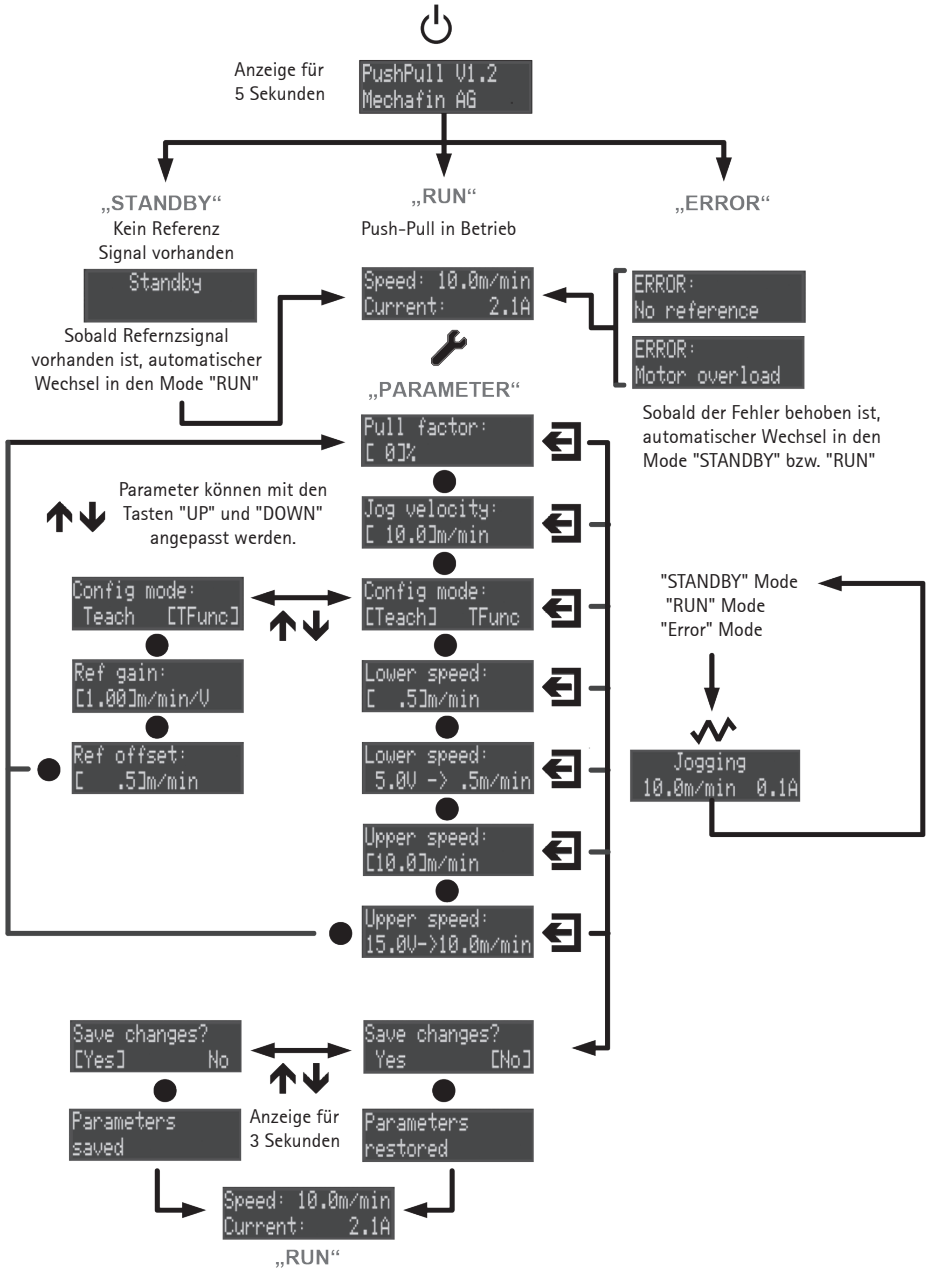 Anzeige für
5 Sekunden
PushPull V1.2
Mechafin AG
„STANDBY“
Kein Referenz
Signal vorhanden
Standby
Sobald Refernzsignal
vorhanden ist, automatischer
Wechsel in den Mode "RUN"
„RUN“
Push-Pull in Betrieb
Speed: 10.0m/min
Current: 2.1A
„ERROR“
ERROR:
No reference
ERROR:
Motor overload
Sobald der Fehler behoben ist,
automatischer Wechsel in den
Mode "STANDBY" bzw. "RUN"
„PARAMETER“
Pull factor:
[ 0]%
Parameter können mit den
Tasten "UP" und "DOWN"
angepasst werden.
Jog velocity:
[ 10.0]m/min
Config mode:
Teach [TFunc]
Config mode:
[Teach] TFunc
Ref gain:
[1.00]m/min/V
Lower speed:
[ .5]m/min
Ref offset:
[ .5]m/min
Lower speed:
5.0V -> .5m/min
Upper speed:
[10.0]m/min
Upper speed:
15.0V->10.0m/min
"STANDBY" Mode
"RUN" Mode
"Error" Mode
Jogging
10.0m/min 0.1A
Save changes?
[Yes] No
Save changes?
Yes [No]
Parameters
saved
Anzeige für
3 Sekunden
Parameters
restored
Speed: 10.0m/min
Current: 2.1A
„RUN“